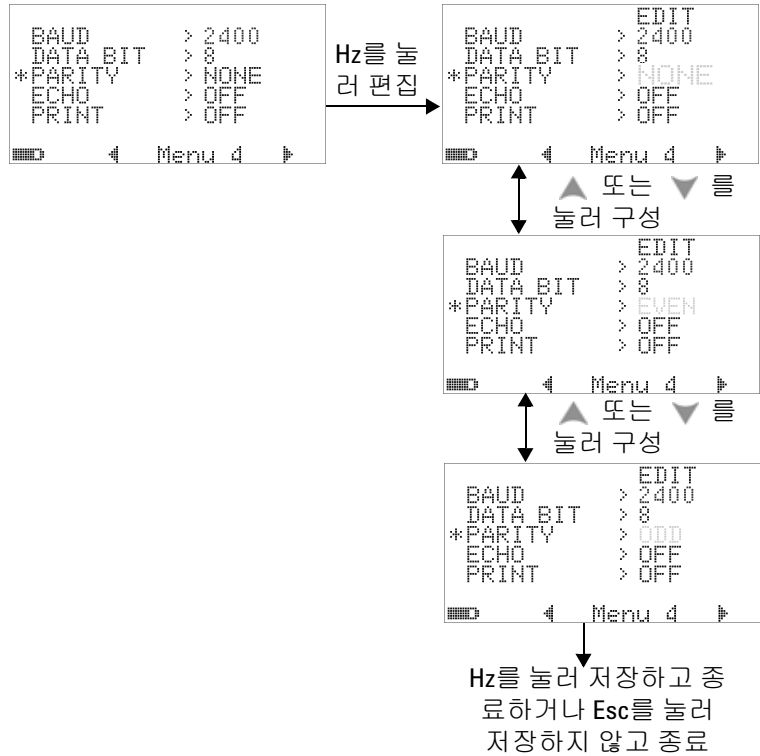 BAUD > 2400
DATA BIT > 8
*PARITY > NONE
ECHO > OFF
PRINT > OFF
Menu 4
Hz를 눌
러 편집
EDIT
BAUD > 2400
DATA BIT > 8
*PARITY > NONE
ECHO > OFF
PRINT > OFF
Menu 4
▲ 또는 ▼ 를
눌러 구성
EDIT
BAUD > 2400
DATA BIT > 8
*PARITY > EVEN
ECHO > OFF
PRINT > OFF
Menu 4
▲ 또는 ▼ 를
눌러 구성
EDIT
BAUD > 2400
DATA BIT > 8
*PARITY > ODD
ECHO > OFF
PRINT > OFF
Menu 4
Hz를 눌러 저장하고 종
료하거나 Esc를 눌러
저장하지 않고 종료